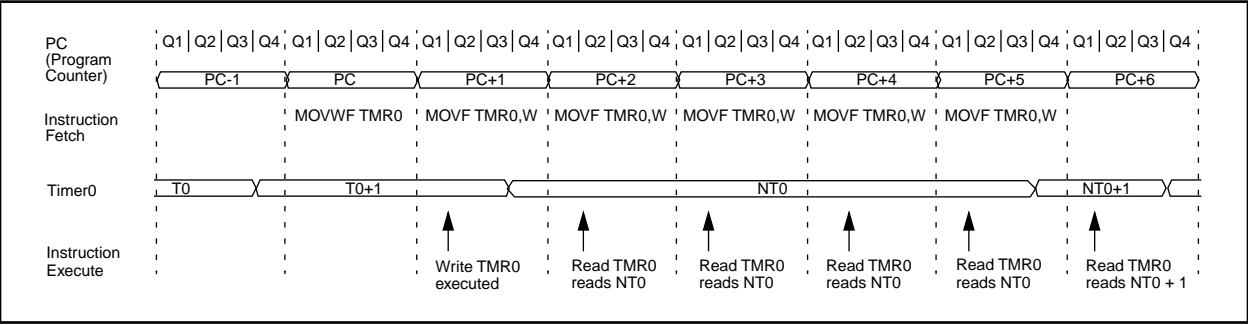 PC
(Program
Counter)
Q1 Q2 Q3 Q4 Q1 Q2 Q3 Q4 Q1 Q2 Q3 Q4 Q1 Q2 Q3 Q4 Q1 Q2 Q3 Q4 Q1 Q2 Q3 Q4 Q1 Q2 Q3 Q4 Q1 Q2 Q3 Q4
PC-1 PC PC+1 PC+2 PC+3 PC+4 PC+5 PC+6
Instruction
Fetch
MOVWF TMR0 MOVF TMR0,W MOVF TMR0,W MOVF TMR0,W MOVF TMR0,W MOVF TMR0,W
Timer0
T0 T0+1 NT0 NT0+1
Instruction
Execute
Write TMR0
executed
Read TMR0
reads NT0
Read TMR0
reads NT0
Read TMR0
reads NT0
Read TMR0
reads NT0
Read TMR0
reads NT0 + 1